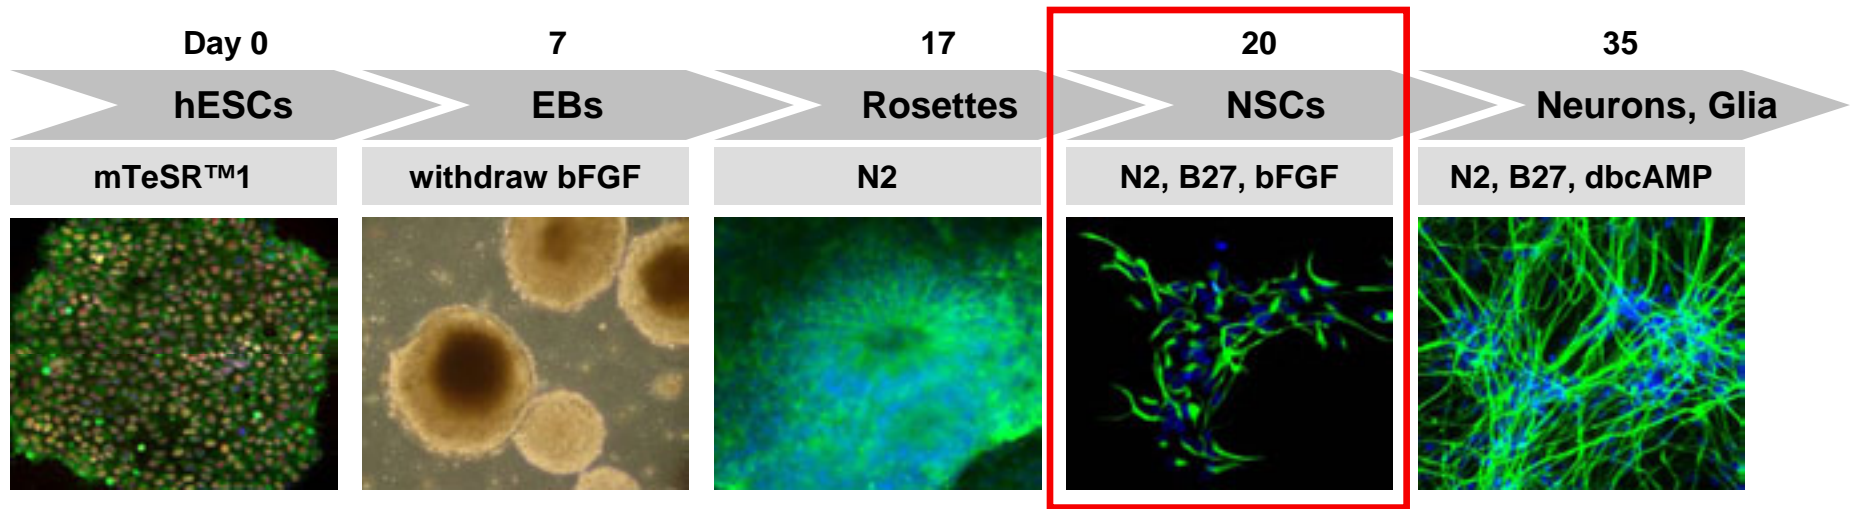 Day 0 7 17 20 35
hESCs EBs Rosettes NSCs Neurons, Glia
mTeSR™1 withdraw bFGF N2 N2, B27, bFGF N2, B27, dbcAMP